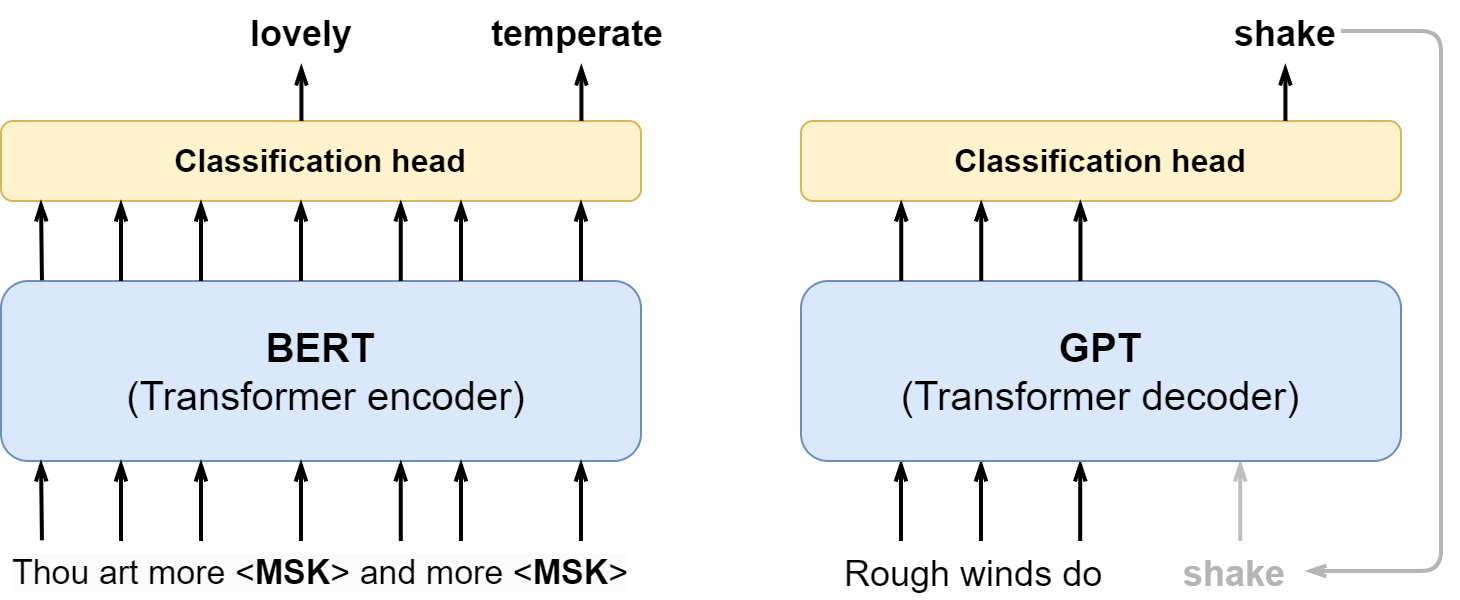 lovely temperate
Classification head
BERT
(Transformer encoder)
Thou art more <MSK> and more <MSK>
shake
Classification head
GPT
(Transformer decoder)
Rough winds do shake